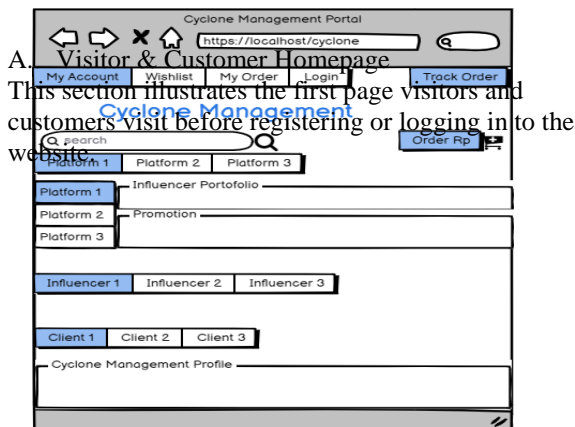 Cyclone Management Portal
https://localhost/cyclone
A. Visitor & Customer Homepage
My Account Wishlist My Order Login Track Order
This section illustrates the first page visitors and
Cyclone Management
customers visit before registering or logging in to the
search Order Rp
website.
Platform 1 Platform 2 Platform 3
Platform 1 Influencer Portofolio
Platform 2 Promotion
Platform 3
Influencer 1 Influencer 2 Influencer 3
Client 1 Client 2 Client 3
Cyclone Management Profile